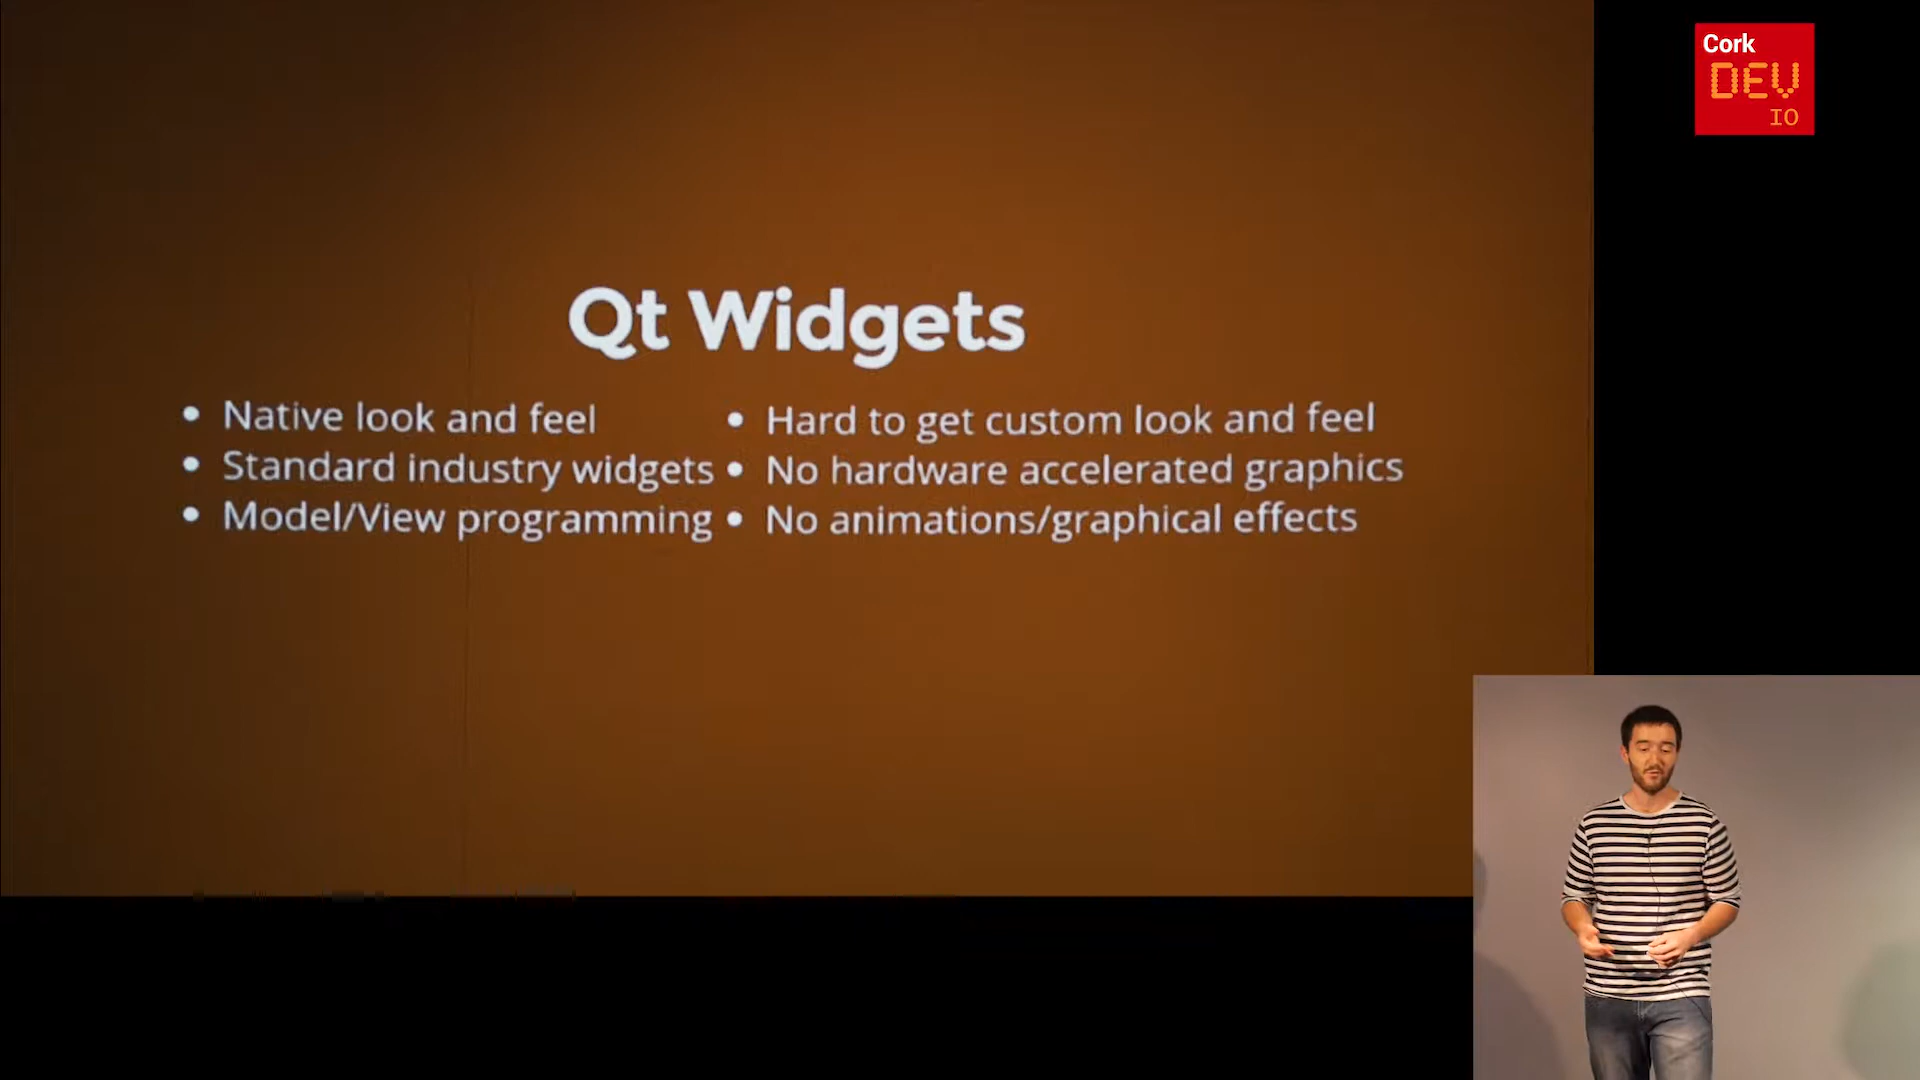 Qt Widgets
• Native look and feel
• Standard industry widgets
• Model/View programming
• Hard to get custom look and feel
• No hardware accelerated graphics
• No animations/graphical effects
Cork
DEV
IO